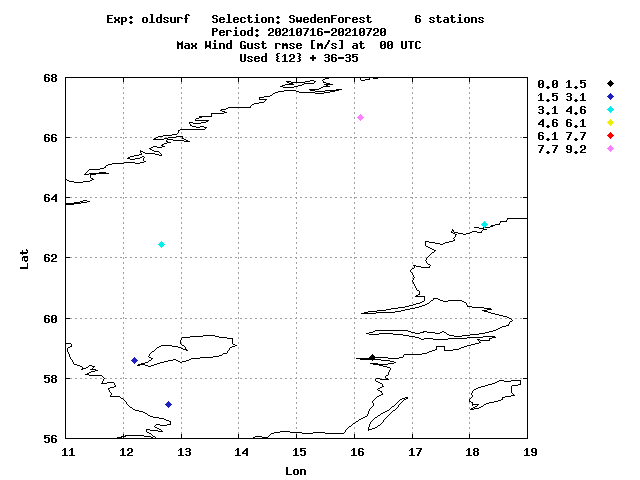 Exp: oldsurf   Selection: SwedenForest      6 stations
Period: 20210716-20210720
Max Wind Gust rmse [m/s] at  00 UTC
Used {12} + 36-35
68
66
64
62
60
58
56
Lat
11 12 13 14 15 16 17 18 19
Lon
0.0 1.5
1.5 3.1
3.1 4.6
4.6 6.1
6.1 7.7
7.7 9.2